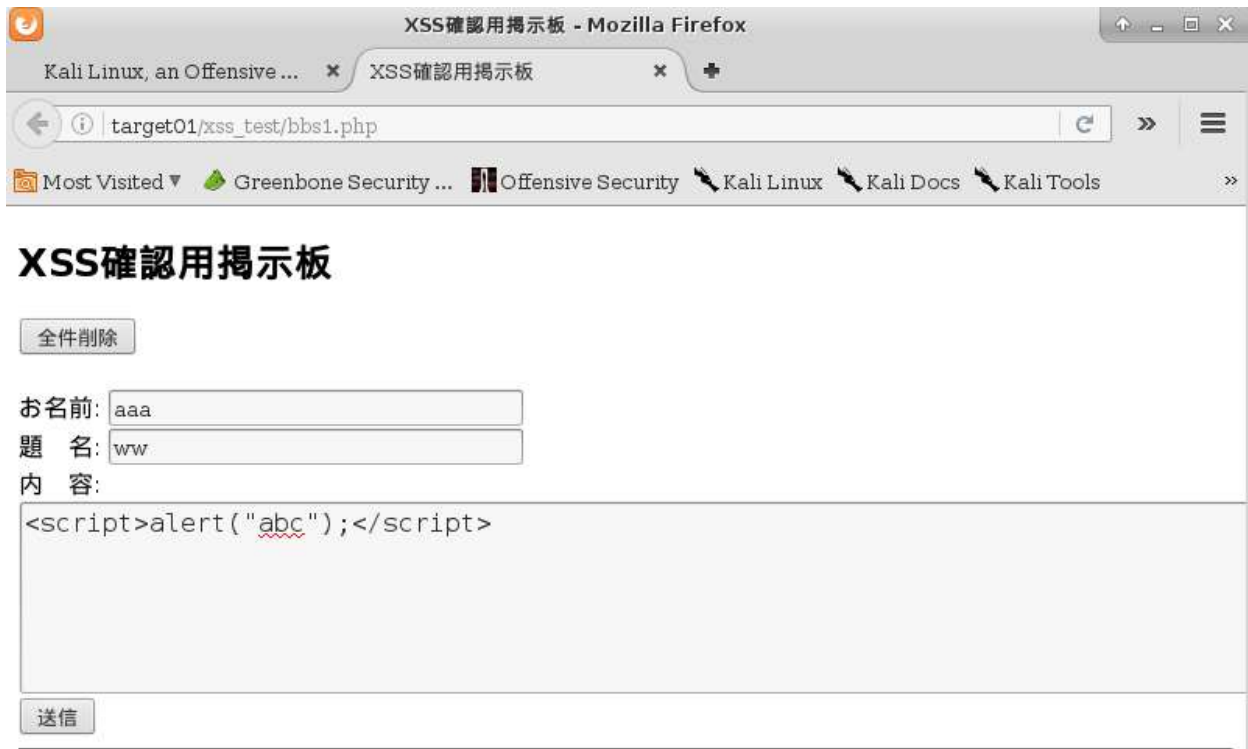 XSS確認用掲示板 - Mozilla Firefox
Kali Linux, an Offensive ... XSS確認用掲示板
target01/xss_test/bbs1.php
Most Visited Greenbone Security ... Offensive Security Kali Linux Kali Docs Kali Tools
XSS確認用掲示板
全件削除
お名前: aaa
題　名: ww
内　容:
<script>alert("abc");</script>
送信